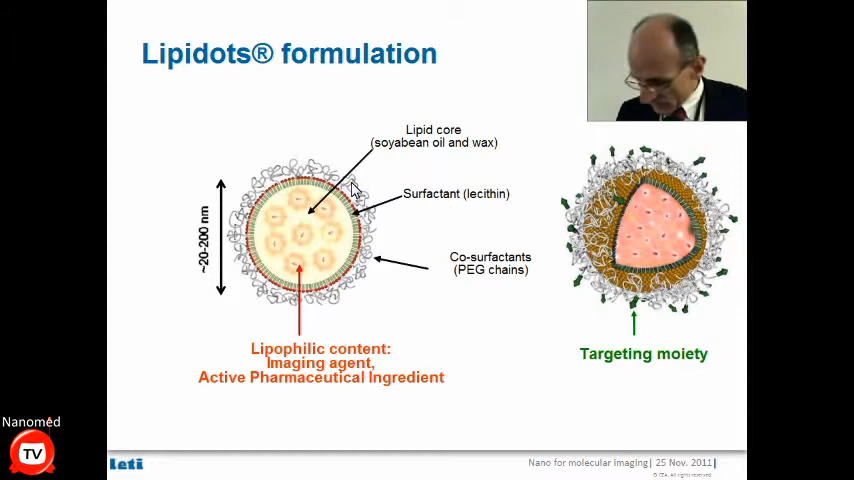 Lipidots® formulation
Lipid core
(soyabean oil and wax)
Surfactant (lecithin)
~20-200 nm
Co-surfactants
(PEG chains)
Lipophilic content:
Imaging agent,
Active Pharmaceutical Ingredient
Targeting moiety
Nanomed
TV
leti
Nano for molecular imaging| 25 Nov. 2011|
© CEA. All rights reserved